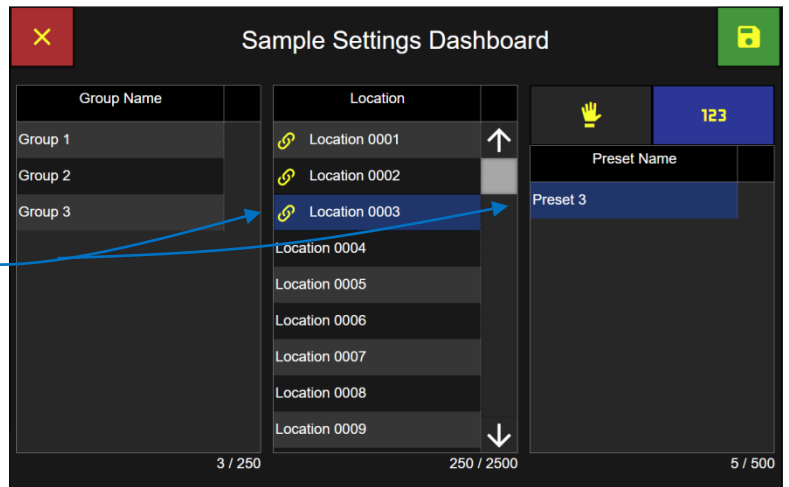 Sample Settings Dashboard
Group Name
Group 1
Group 2
Group 3
3 / 250
Location
Location 0001
Location 0002
Location 0003
Location 0004
Location 0005
Location 0006
Location 0007
Location 0008
Location 0009
250 / 2500
123
Preset Name
Preset 3
5 / 500